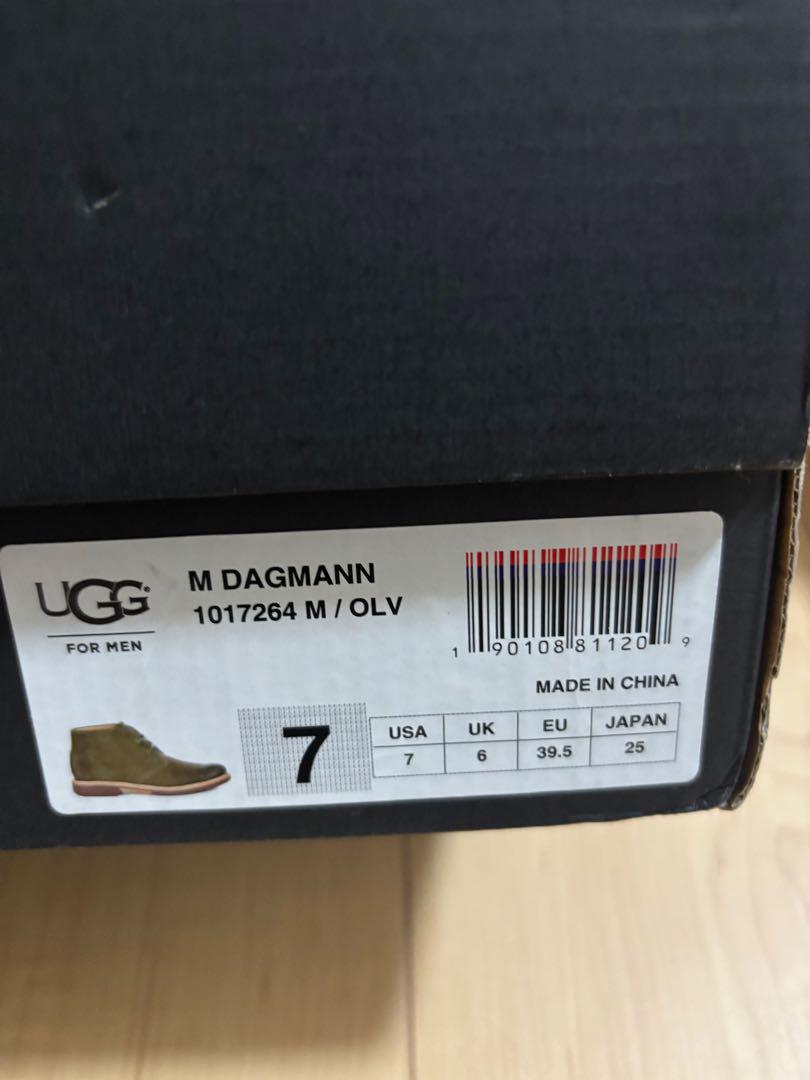 UGG
FOR MEN
M DAGMANN
1017264 M / OLV
1 90108 81120 9
MADE IN CHINA
7
USA UK EU JAPAN
7 6 39.5 25